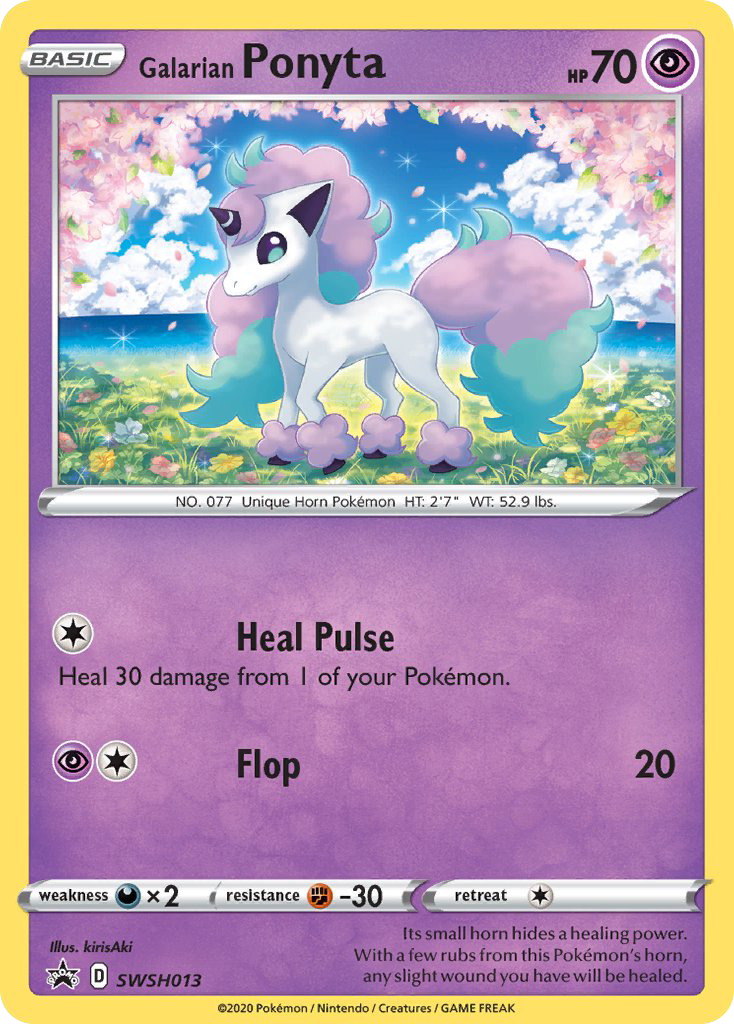 BASIC
Galarian Ponyta HP 70
NO. 077 Unique Horn Pokémon HT: 2'7" WT: 52.9 lbs.
Heal Pulse
Heal 30 damage from 1 of your Pokémon.
Flop 20
weakness ×2 resistance -30 retreat
Its small horn hides a healing power.
With a few rubs from this Pokémon's horn,
any slight wound you have will be healed.
Illus. kirisAki
PROMO D SWSH013
©2020 Pokémon / Nintendo / Creatures / GAME FREAK